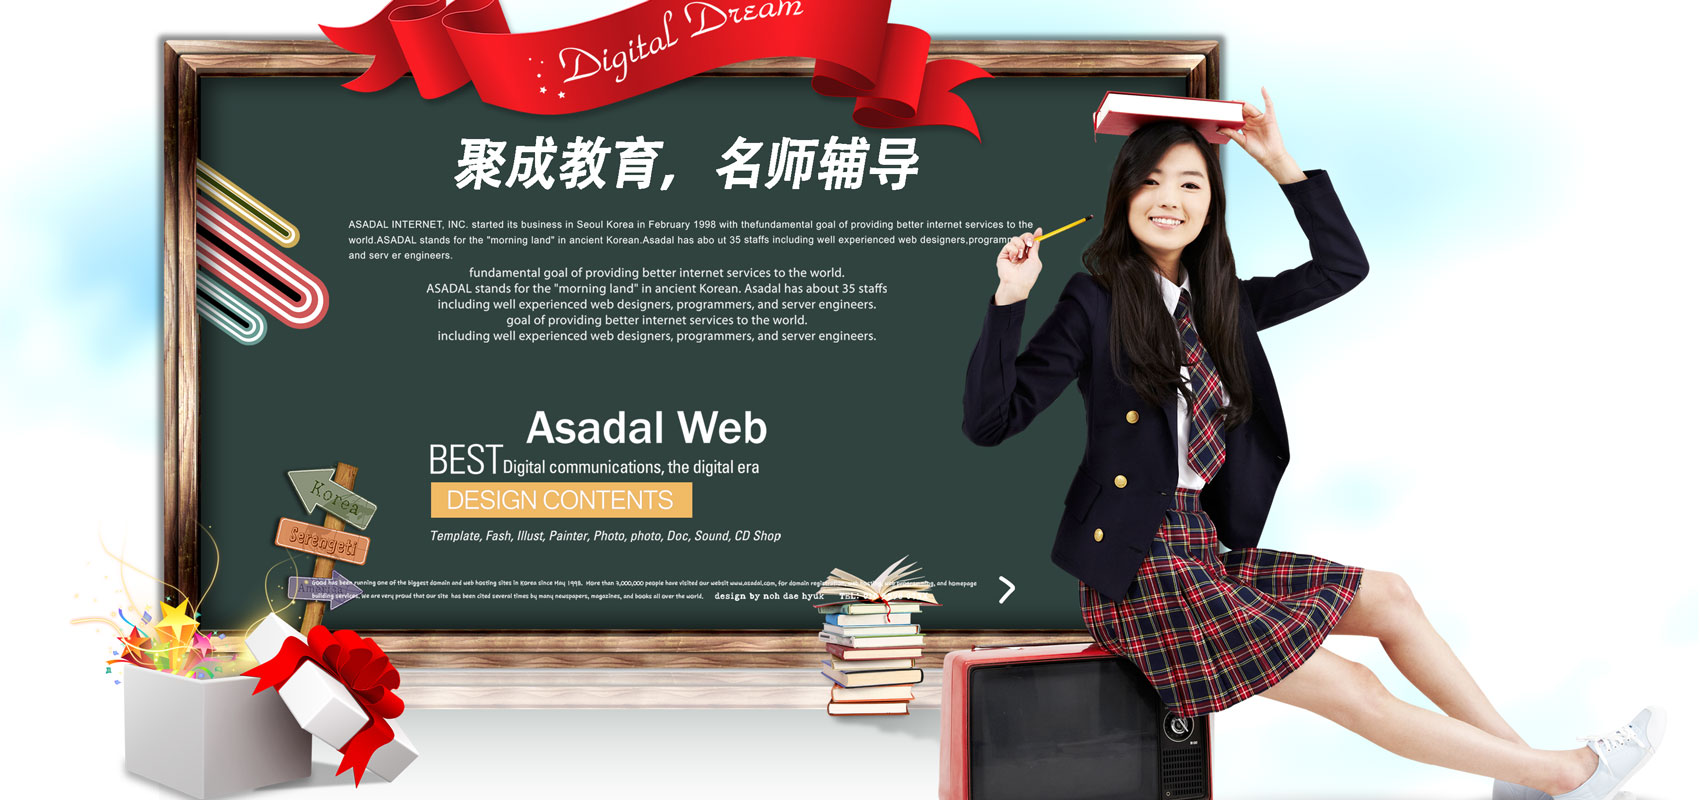 Digital Dream
聚成教育，名师辅导
ASADAL INTERNET, INC. started its business in Seoul Korea in February 1998 with thefundamental goal of providing better internet services to the
world.ASADAL stands for the "morning land" in ancient Korean.Asadal has abo ut 35 staffs including well experienced web designers,
and serv er engineers.
fundamental goal of providing better internet services to the world.
ASADAL stands for the "morning land" in ancient Korean. Asadal has about 35 staffs
including well experienced web designers, programmers, and server engineers.
goal of providing better internet services to the world.
including well experienced web designers, programmers, and server engineers.
Asadal Web
BEST Digital communications, the digital era
DESIGN CONTENTS
Template, Fash, Illust, Painter, Photo, photo, Doc, Sound, CD Shop
Korea
Serengeti
America
Good has been running one of the biggest domain and web hosting sites in Korea since May 1998. More than 3,000,000 people have visited our websit www.asadal.com, for domain registration, web hosting, web programming, and homepage
building services. We are very proud that our site has been cited several times by many newspapers, magazines, and books all over the world. design by noh dae hyuk TEL: